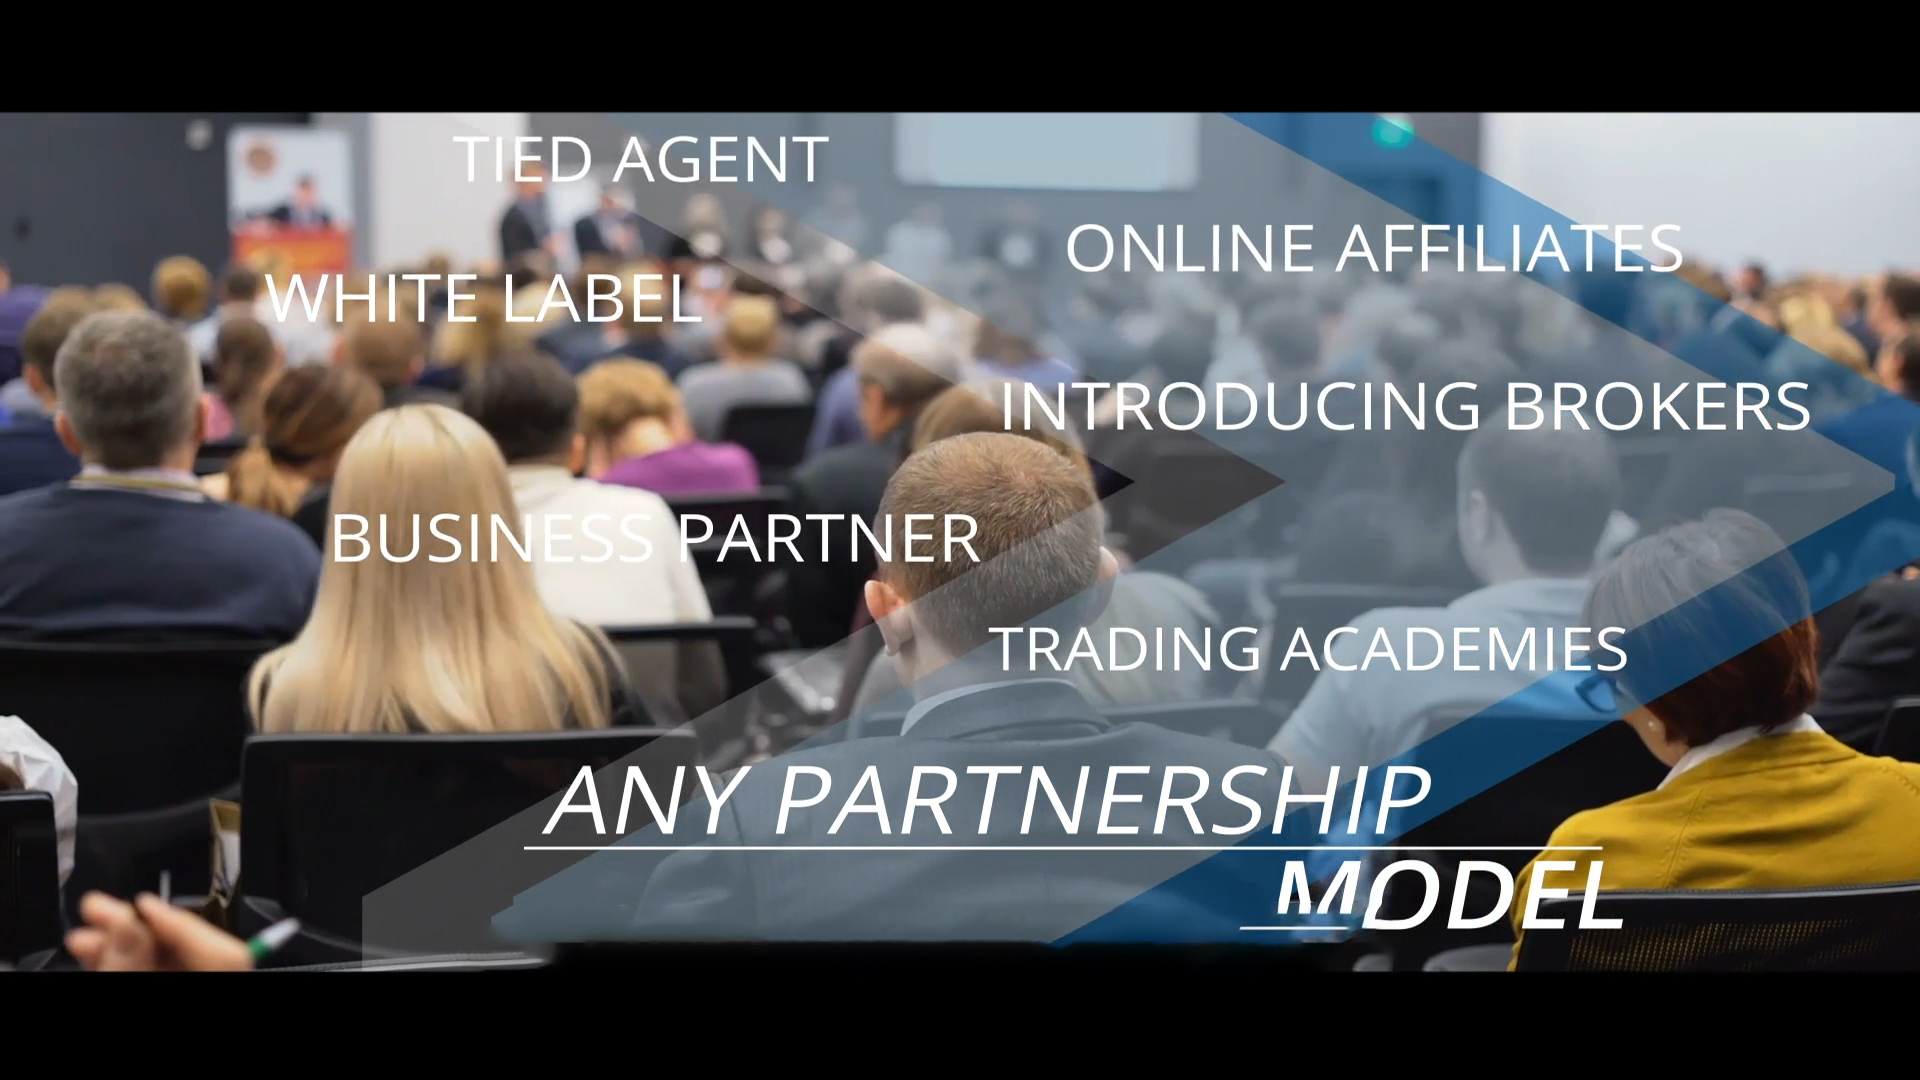 TIED AGENT
ONLINE AFFILIATES
WHITE LABEL
INTRODUCING BROKERS
BUSINESS PARTNER
TRADING ACADEMIES
ANY PARTNERSHIP
MODEL